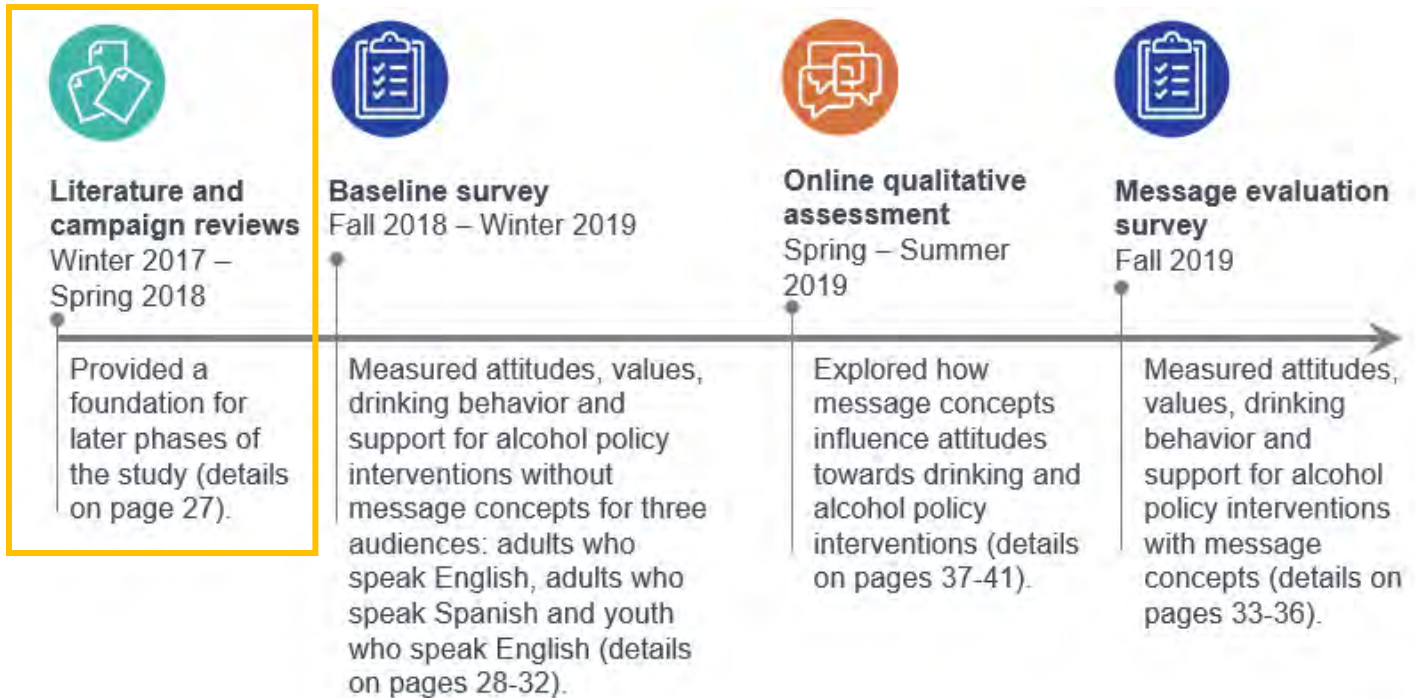 Literature and
campaign reviews
Winter 2017 –
Spring 2018
Provided a
foundation for
later phases of
the study (details
on page 27).
Baseline survey
Fall 2018 – Winter 2019
Measured attitudes, values,
drinking behavior and
support for alcohol policy
interventions without
message concepts for three
audiences: adults who
speak English, adults who
speak Spanish and youth
who speak English (details
on pages 28-32).
Online qualitative
assessment
Spring – Summer
2019
Explored how
message concepts
influence attitudes
towards drinking and
alcohol policy
interventions (details
on pages 37-41).
Message evaluation
survey
Fall 2019
Measured attitudes,
values, drinking
behavior and
support for alcohol
policy interventions
with message
concepts (details on
pages 33-36).